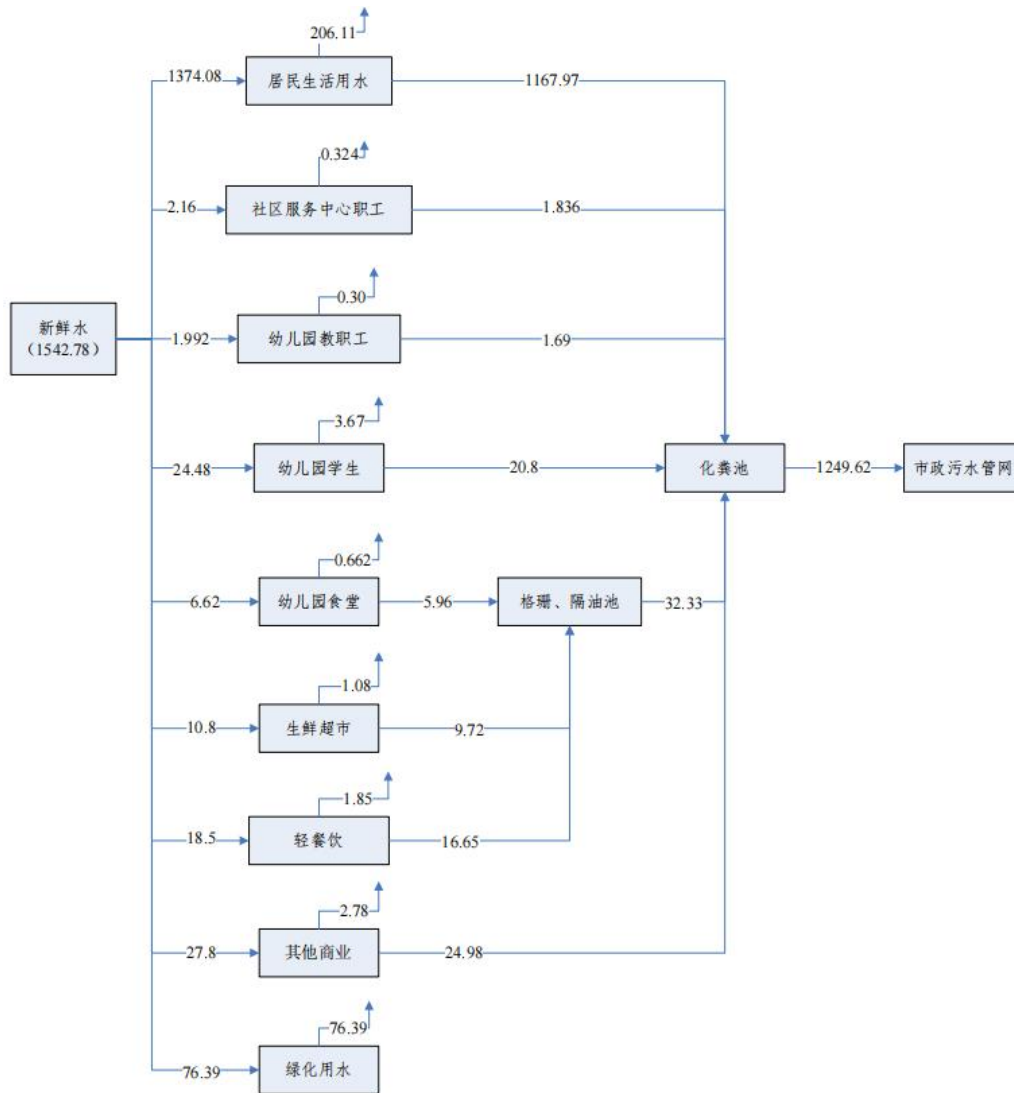 206.11
1374.08
居民生活用水
1167.97
0.324
2.16
社区服务中心职工
1.836
0.30
新鲜水
（1542.78）
1.992
幼儿园教职工
1.69
3.67
24.48
幼儿园学生
20.8
化粪池
1249.62
市政污水管网
0.662
6.62
幼儿园食堂
5.96
格珊、隔油池
32.33
1.08
10.8
生鲜超市
9.72
1.85
18.5
轻餐饮
16.65
2.78
27.8
其他商业
24.98
76.39
76.39
绿化用水